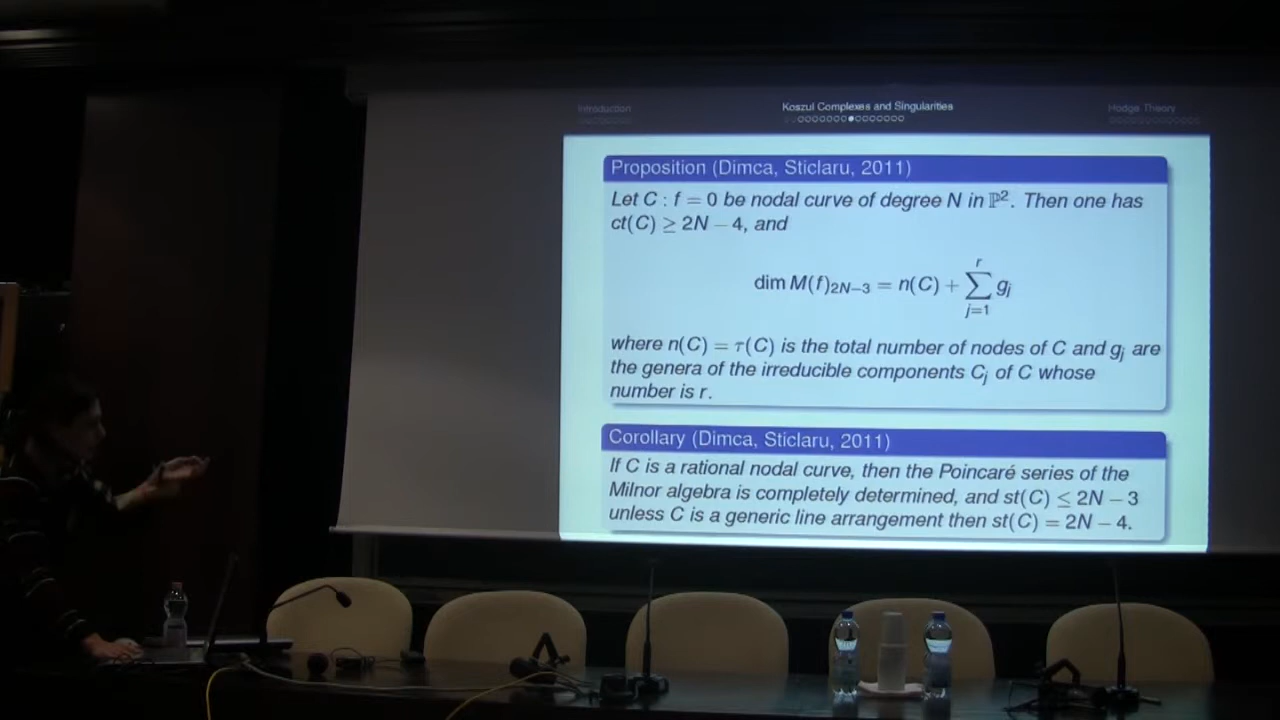 Introduction Koszul Complexes and Singularities Hodge Theory
Proposition (Dimca, Sticlaru, 2011)
Let C : f = 0 be nodal curve of degree N in ℙ². Then one has
ct(C) ≥ 2N − 4, and
dim M(f)_{2N−3} = n(C) + ∑_{j=1}^{r} g_j
where n(C) = τ(C) is the total number of nodes of C and g_j are
the genera of the irreducible components C_j of C whose
number is r.
Corollary (Dimca, Sticlaru, 2011)
If C is a rational nodal curve, then the Poincaré series of the
Milnor algebra is completely determined, and st(C) ≤ 2N − 3
unless C is a generic line arrangement then st(C) = 2N − 4.